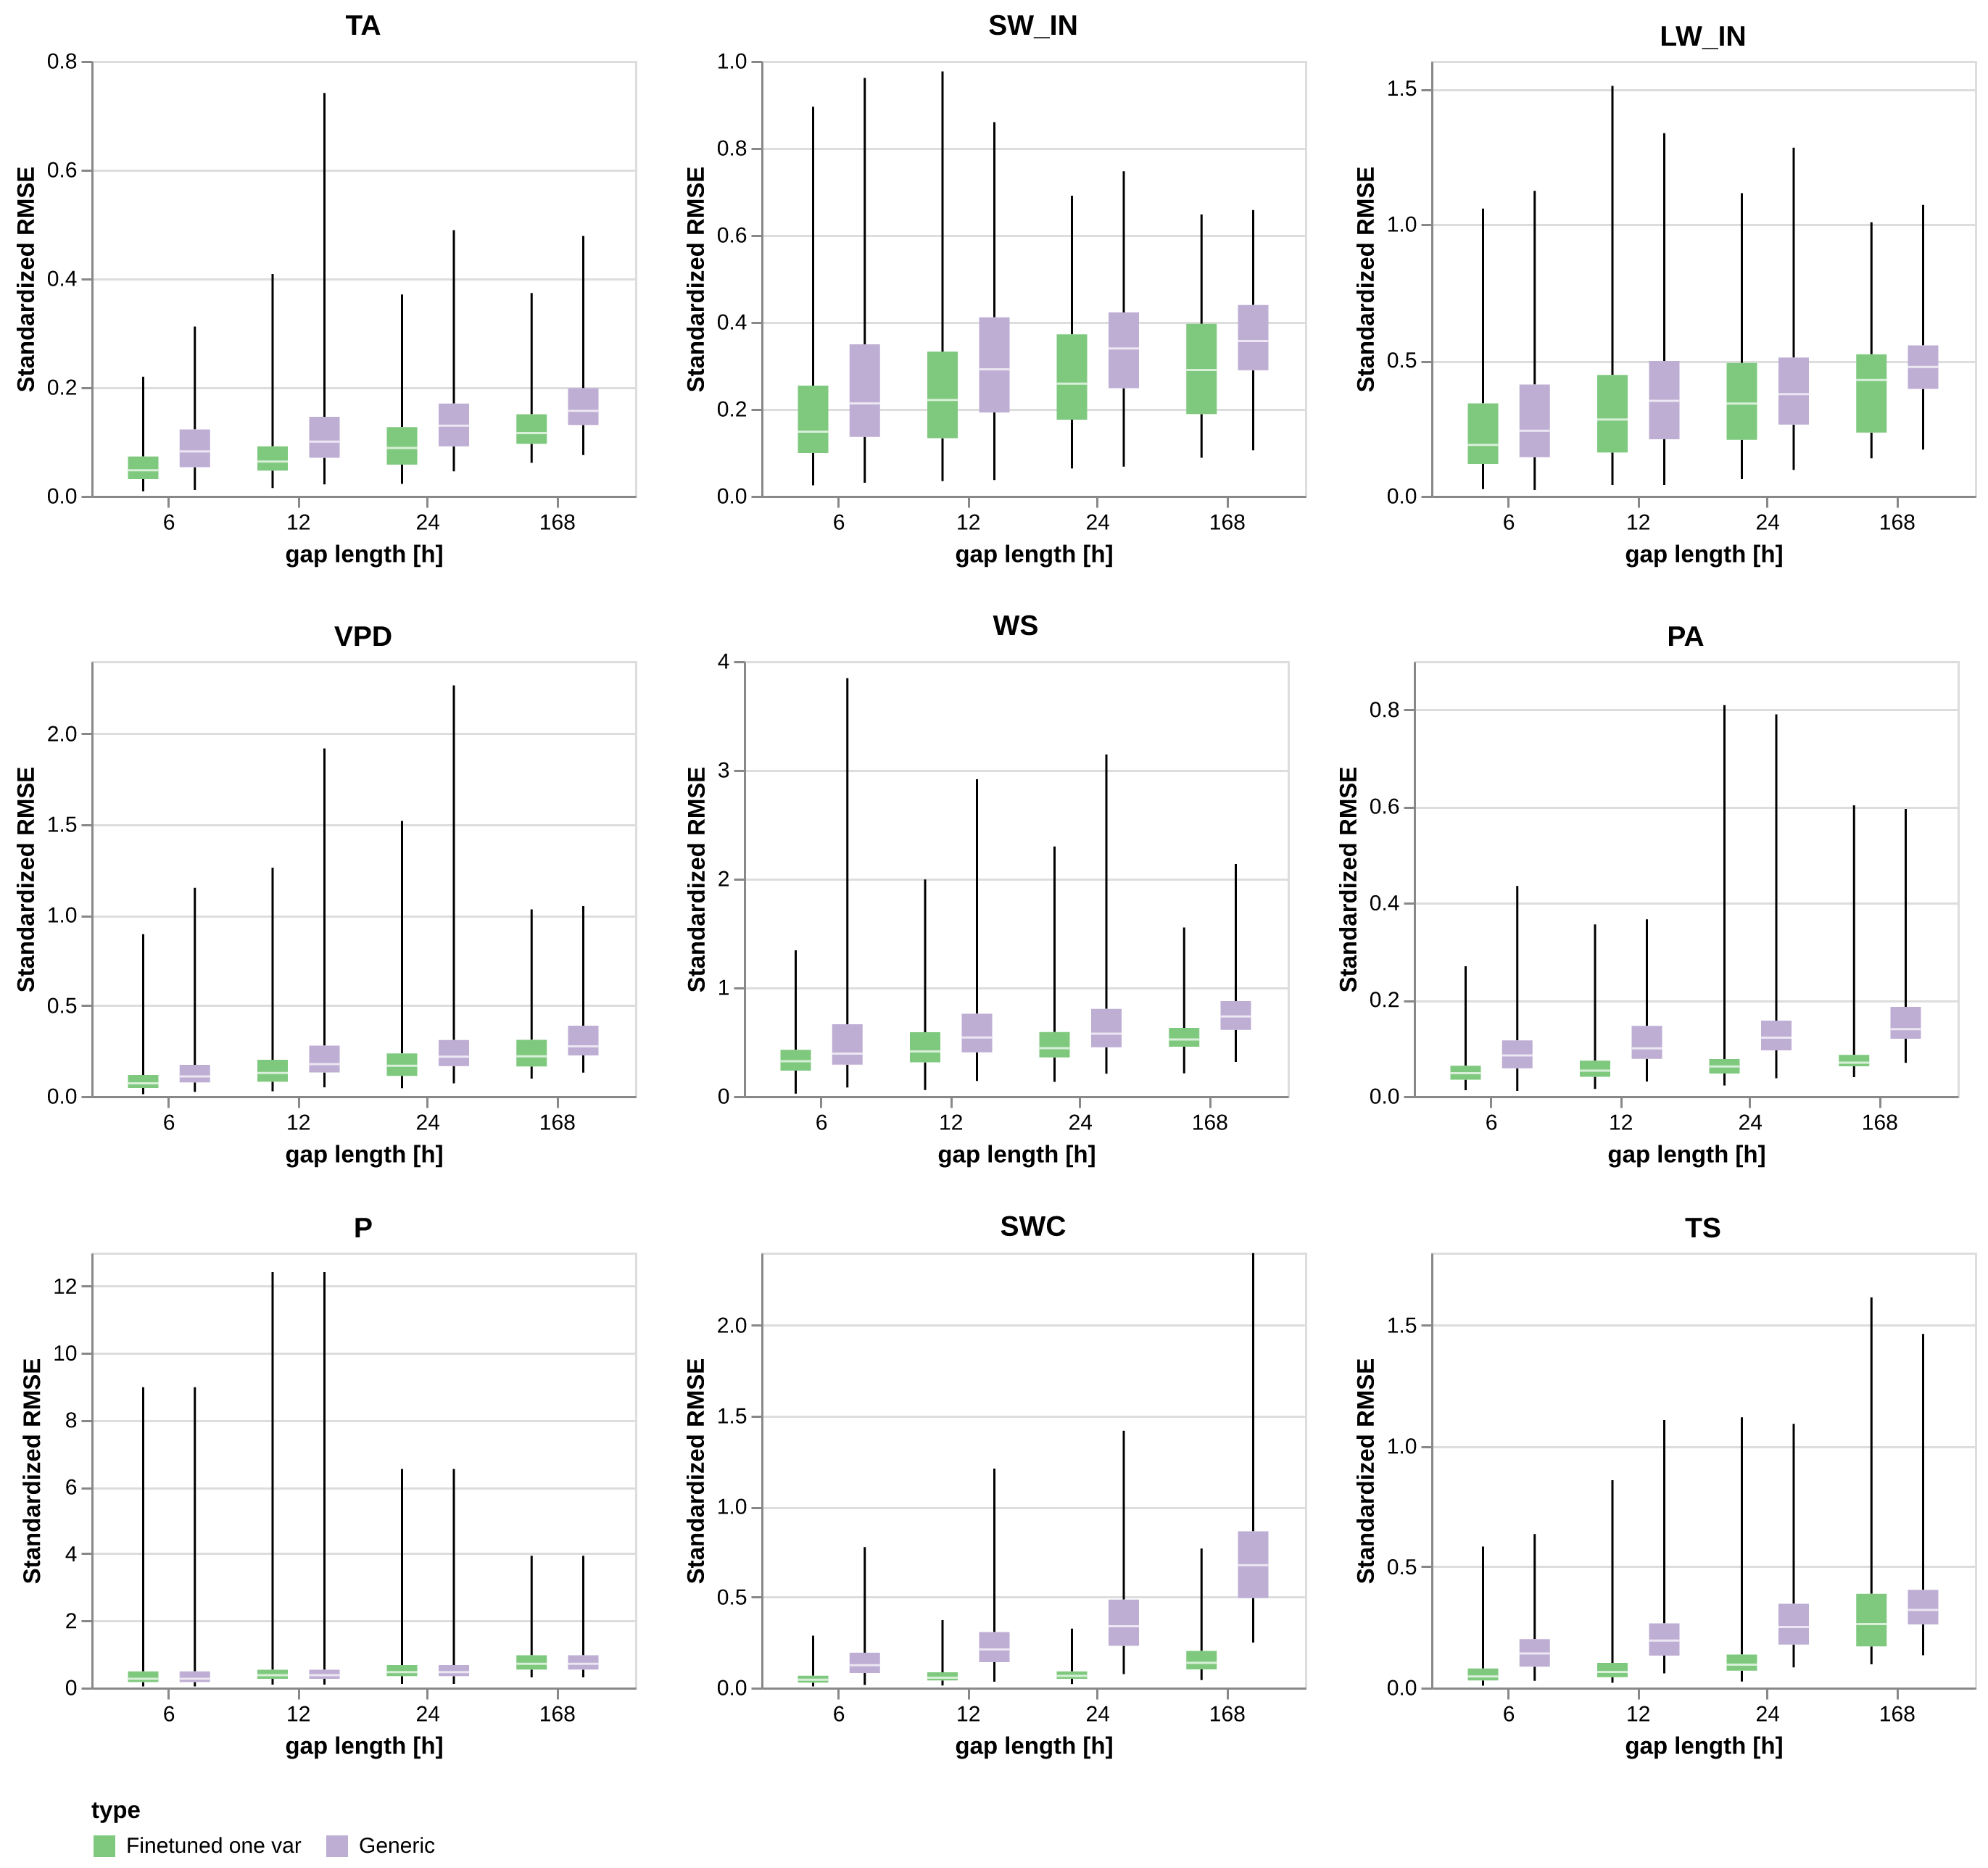 TA
SW_IN
LW_IN
0.8
0.6
0.4
0.2
0.0
Standardized RMSE
6 12 24 168
gap length [h]
1.0
0.8
0.6
0.4
0.2
0.0
Standardized RMSE
6 12 24 168
gap length [h]
1.5
1.0
0.5
0.0
Standardized RMSE
6 12 24 168
gap length [h]
VPD
WS
PA
2.0
1.5
1.0
0.5
0.0
Standardized RMSE
6 12 24 168
gap length [h]
4
3
2
1
0
Standardized RMSE
6 12 24 168
gap length [h]
0.8
0.6
0.4
0.2
0.0
Standardized RMSE
6 12 24 168
gap length [h]
P
SWC
TS
12
10
8
6
4
2
0
Standardized RMSE
6 12 24 168
gap length [h]
2.0
1.5
1.0
0.5
0.0
Standardized RMSE
6 12 24 168
gap length [h]
1.5
1.0
0.5
0.0
Standardized RMSE
6 12 24 168
gap length [h]
type
Finetuned one var Generic